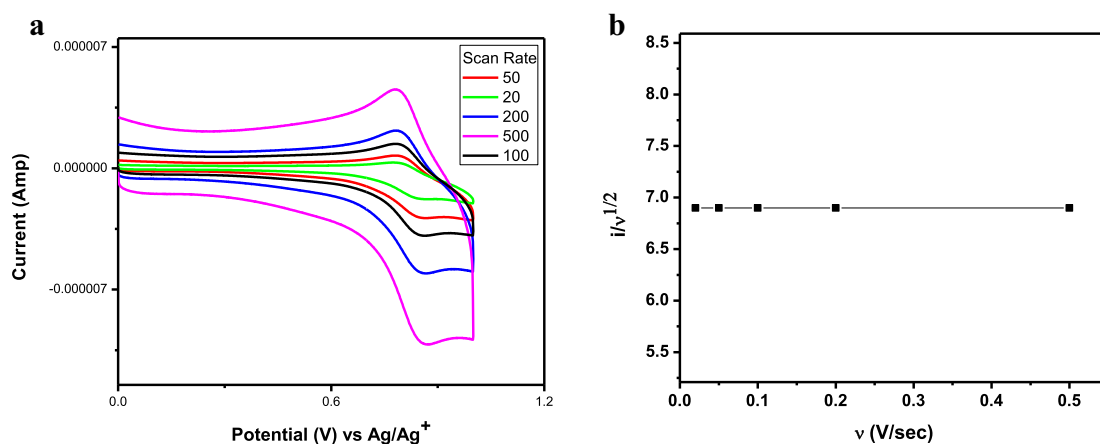 a
0.000007
0.000000
-0.000007
Current (Amp)
Scan Rate
50
20
200
500
100
0.0 0.6 1.2
Potential (V) vs Ag/Ag⁺
b
8.5
8.0
7.5
7.0
6.5
6.0
5.5
i/ν^1/2
0.0 0.1 0.2 0.3 0.4 0.5
ν (V/sec)